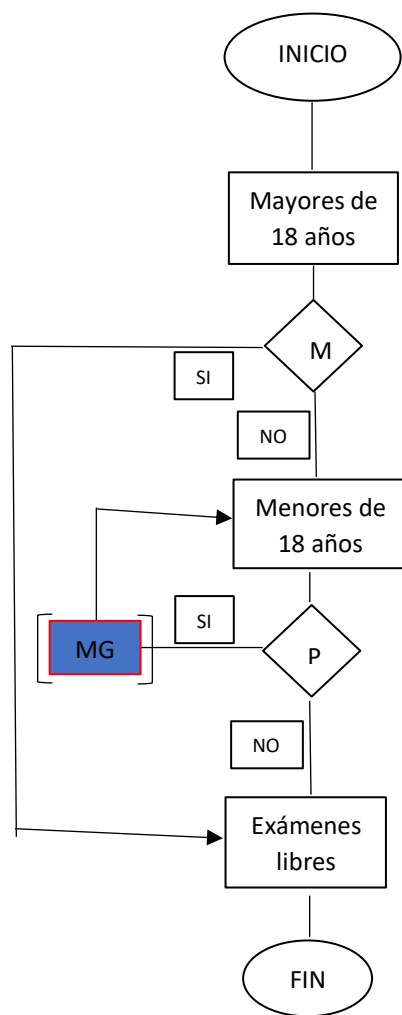 INICIO
Mayores de
18 años
M
SI
NO
Menores de
18 años
SI
MG
P
NO
Exámenes
libres
FIN